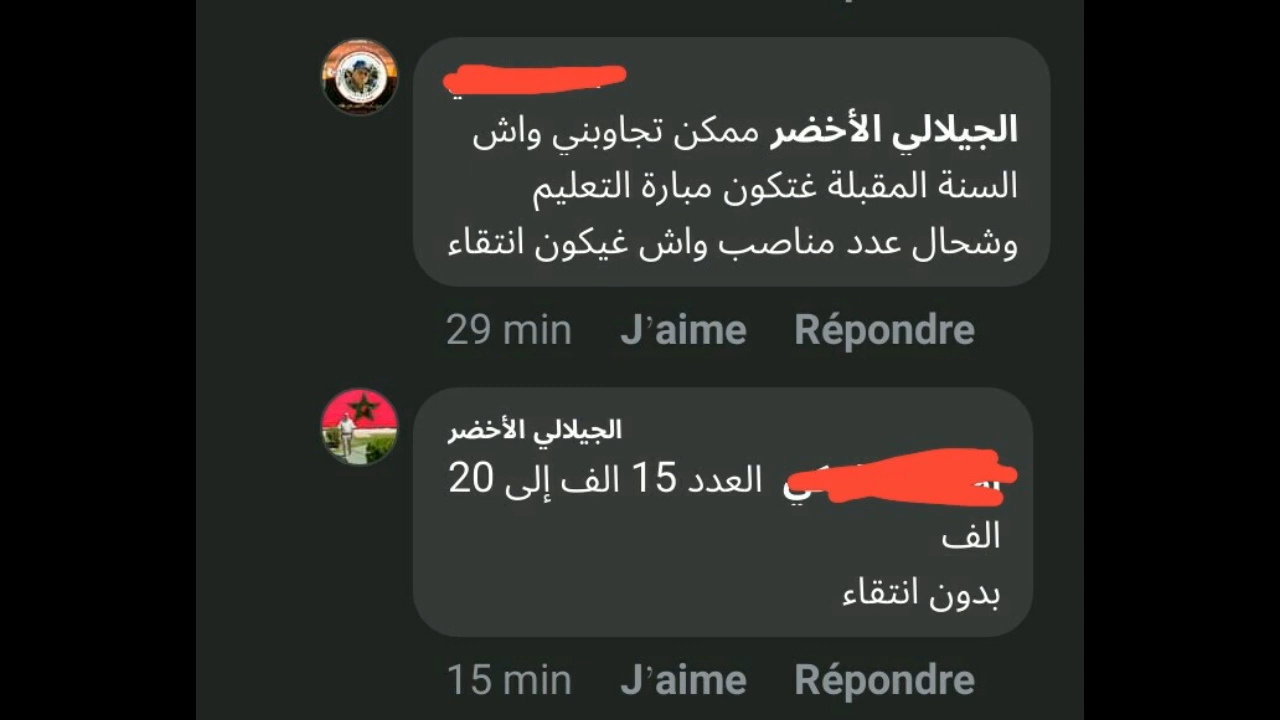 الجيلالي الأخضر ممكن تجاوبني واش
السنة المقبلة غتكون مبارة التعليم
وشحال عدد مناصب واش غيكون انتقاء
29 min J'aime Répondre
الجيلالي الأخضر
العدد 15 الف إلى 20
الف
بدون انتقاء
15 min J'aime Répondre